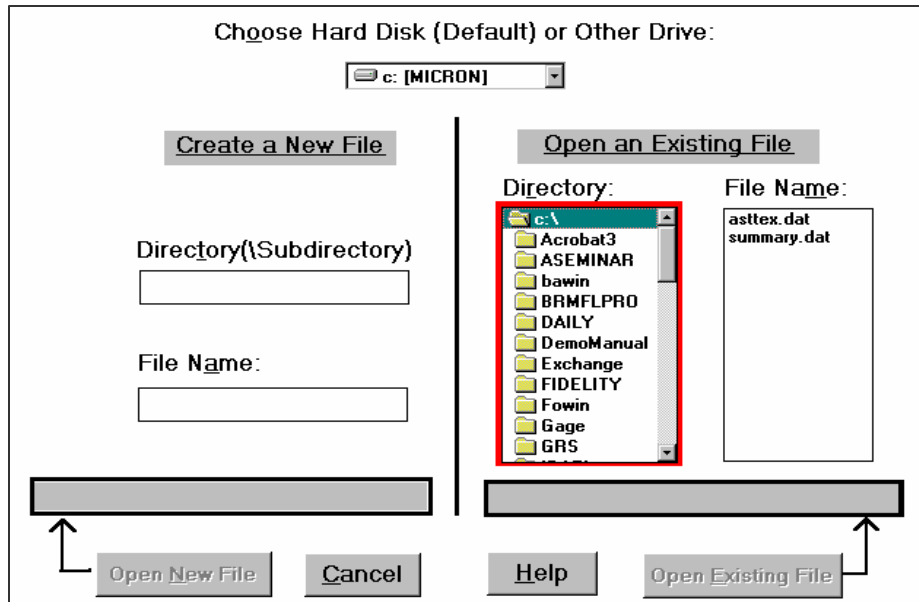 Choose Hard Disk (Default) or Other Drive:
c: [MICRON]
Create a New File
Directory(\Subdirectory)
File Name:
Open New File
Cancel
Open an Existing File
Directory:
c:\
Acrobat3
ASEMINAR
bawin
BRMFLPRO
DAILY
DemoManual
Exchange
FIDELITY
Fowin
Gage
GRS
File Name:
asttex.dat
summary.dat
Help
Open Existing File